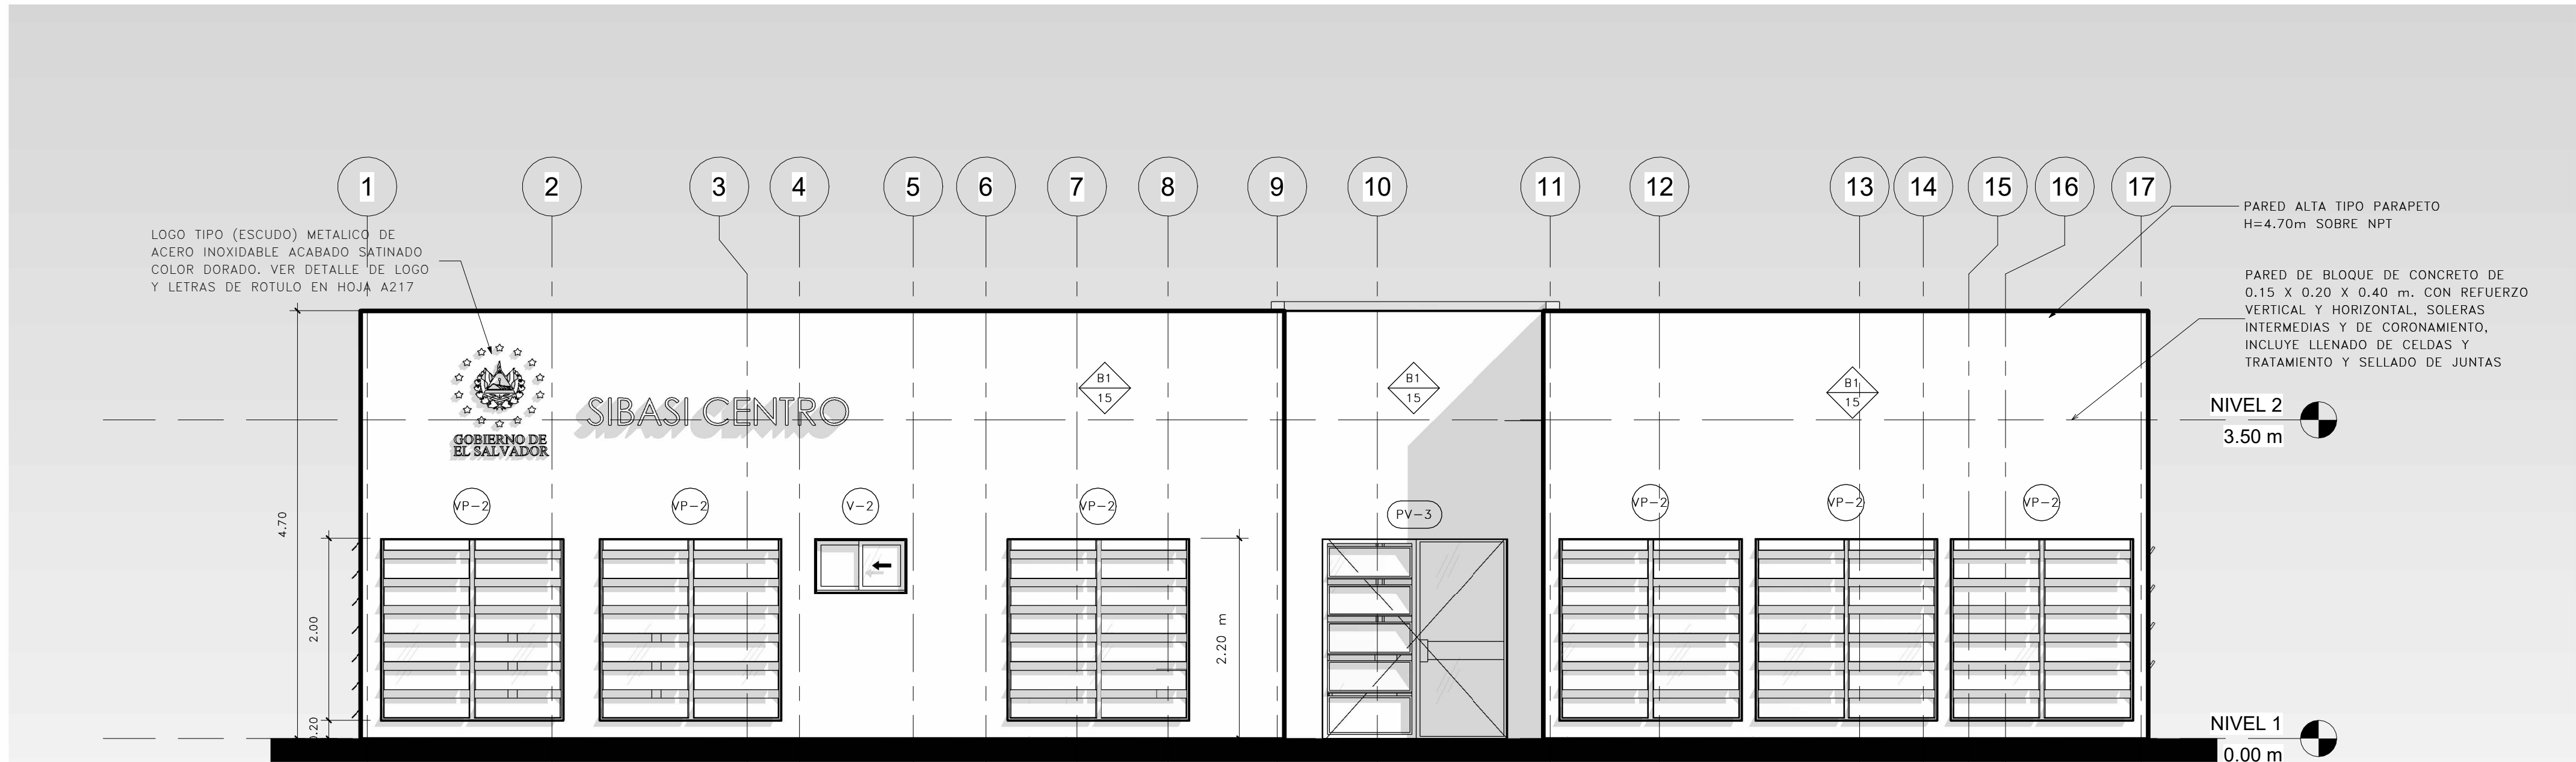 1
2
3
4
5
6
7
8
9
10
11
12
13
14
15
16
17
LOGO TIPO (ESCUDO) METALICO DE
ACERO INOXIDABLE ACABADO SATINADO
COLOR DORADO. VER DETALLE DE LOGO
Y LETRAS DE ROTULO EN HOJA A217
PARED ALTA TIPO PARAPETO
H=4.70m SOBRE NPT
PARED DE BLOQUE DE CONCRETO DE
0.15 X 0.20 X 0.40 m. CON REFUERZO
VERTICAL Y HORIZONTAL, SOLERAS
INTERMEDIAS Y DE CORONAMIENTO,
INCLUYE LLENADO DE CELDAS Y
TRATAMIENTO Y SELLADO DE JUNTAS
B1
15
B1
15
B1
15
SIBASI CENTRO
GOBIERNO DE
EL SALVADOR
NIVEL 2
3.50 m
VP-2
VP-2
V-2
VP-2
PV-3
VP-2
VP-2
VP-2
4.70
2.00
0.20
2.20 m
NIVEL 1
0.00 m